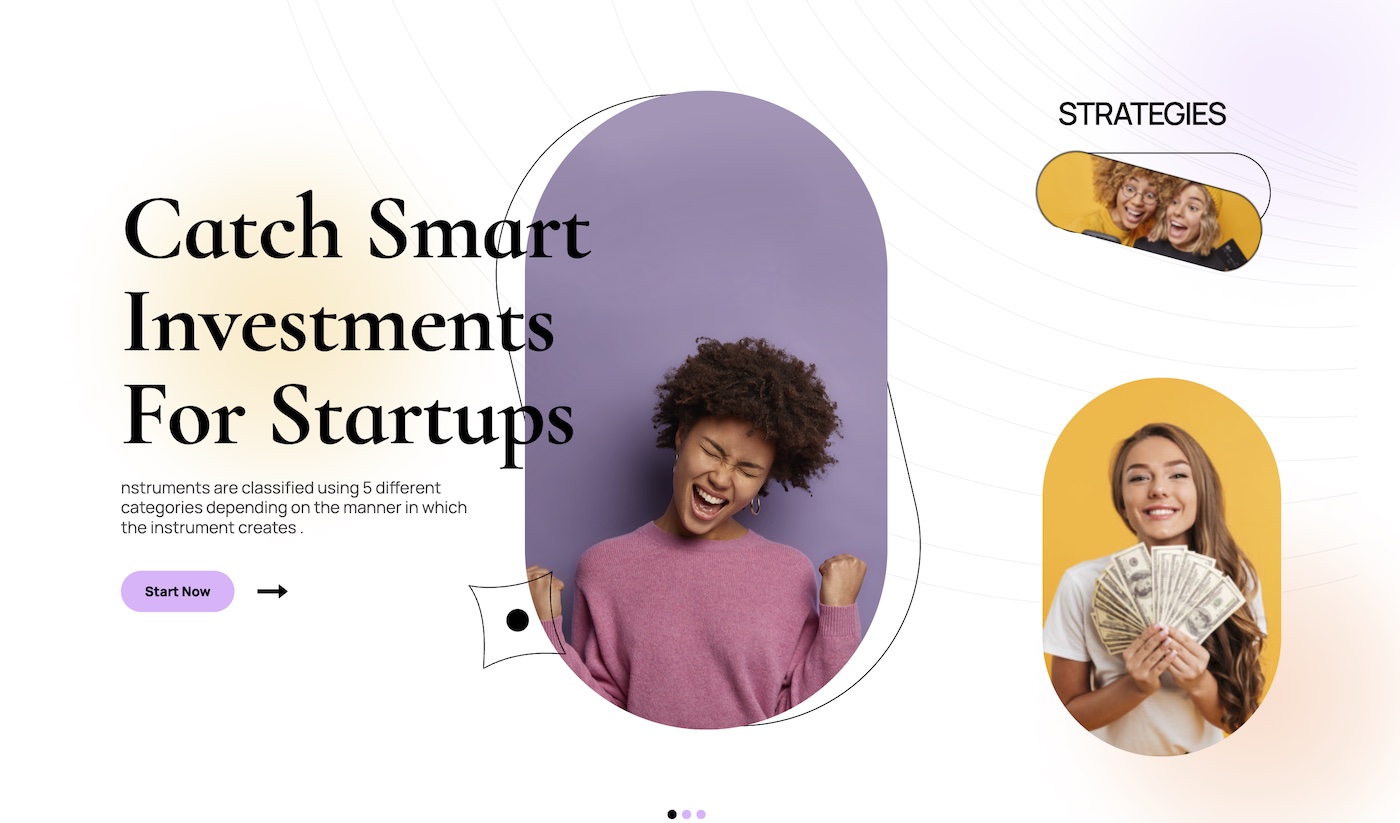 Catch Smart
Investments
For Startups
nstruments are classified using 5 different
categories depending on the manner in which
the instrument creates .
Start Now
STRATEGIES